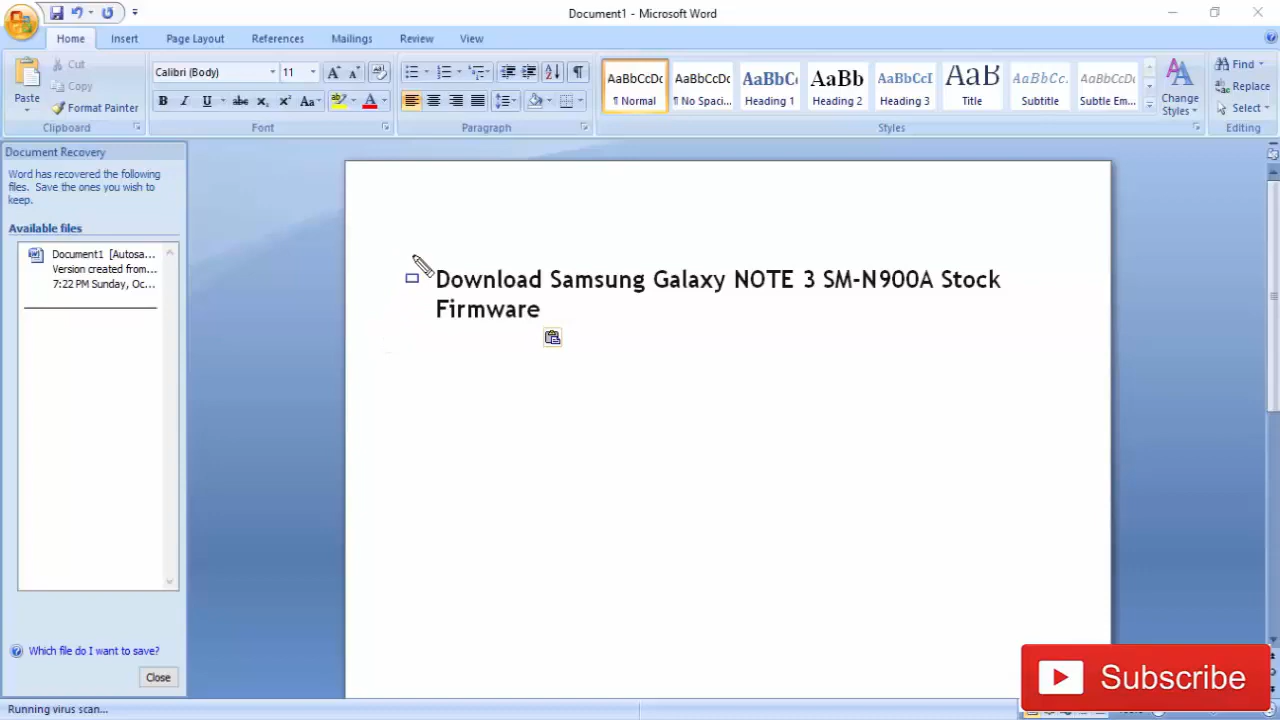 Document1 - Microsoft Word
Home Insert Page Layout References Mailings Review View
Paste
Cut
Copy
Format Painter
Clipboard
Calibri (Body) 11
Font
Paragraph
AaBbCcDc AaBbCcDc AaBbC AaBb AaBbCcI AaB AaBbCc. AaBbCcDc
¶ Normal ¶ No Spaci... Heading 1 Heading 2 Heading 3 Title Subtitle Subtle Em...
Styles
Change
Styles
Find
Replace
Select
Editing
Document Recovery
Word has recovered the following
files. Save the ones you wish to
keep.
Available files
Document1 [Autosa...
Version created from...
7:22 PM Sunday, Oc...
Which file do I want to save?
Close
Download Samsung Galaxy NOTE 3 SM-N900A Stock
Firmware
Subscribe
Running virus scan...